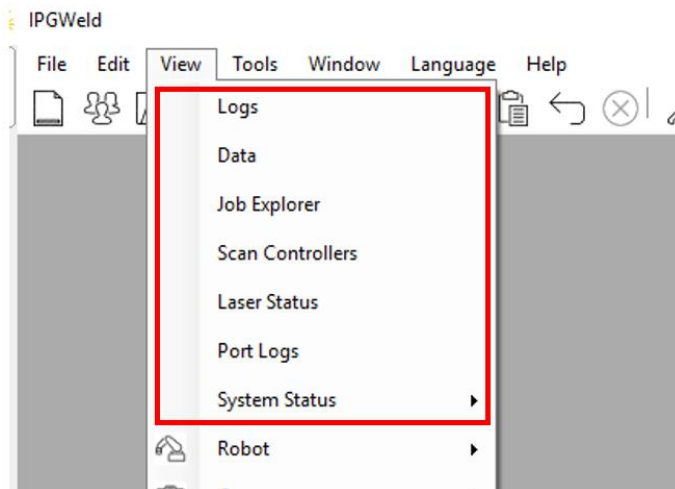 IPGWeld
File Edit View Tools Window Language Help
Logs
Data
Job Explorer
Scan Controllers
Laser Status
Port Logs
System Status
Robot